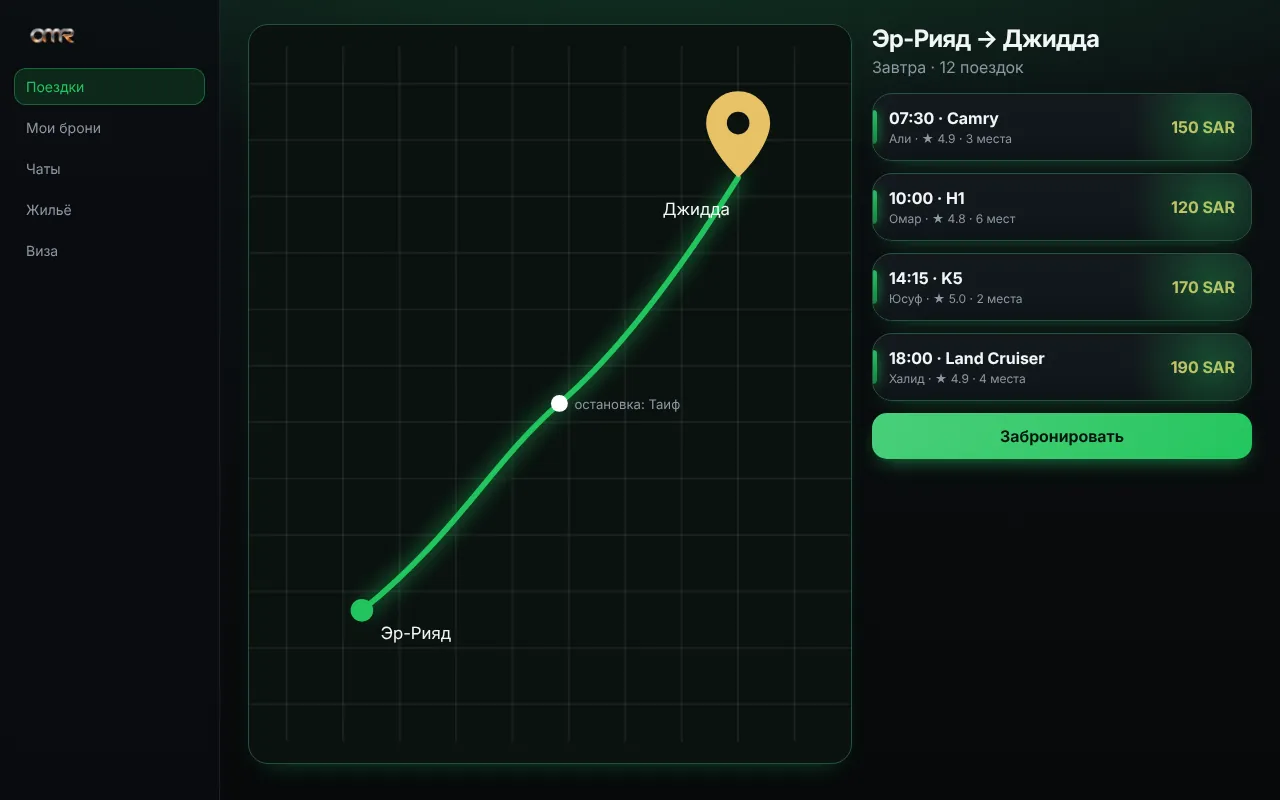 OMR
Поездки
Мои брони
Чаты
Жильё
Виза
Джидда
остановка: Таиф
Эр-Рияд
Эр-Рияд → Джидда
Завтра · 12 поездок
07:30 · Camry
Али · ★ 4.9 · 3 места
150 SAR
10:00 · H1
Омар · ★ 4.8 · 6 мест
120 SAR
14:15 · K5
Юсуф · ★ 5.0 · 2 места
170 SAR
18:00 · Land Cruiser
Халид · ★ 4.9 · 4 места
190 SAR
Забронировать